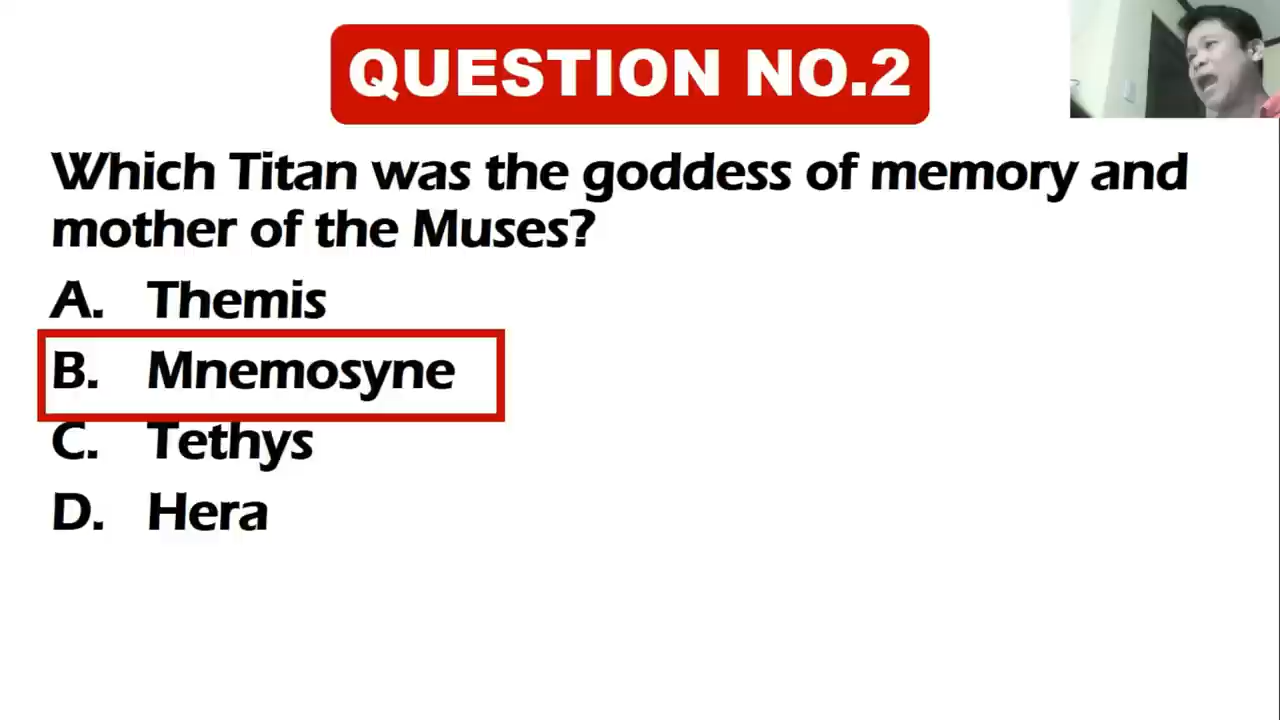 QUESTION NO.2
Which Titan was the goddess of memory and
mother of the Muses?
A. Themis
B. Mnemosyne
C. Tethys
D. Hera